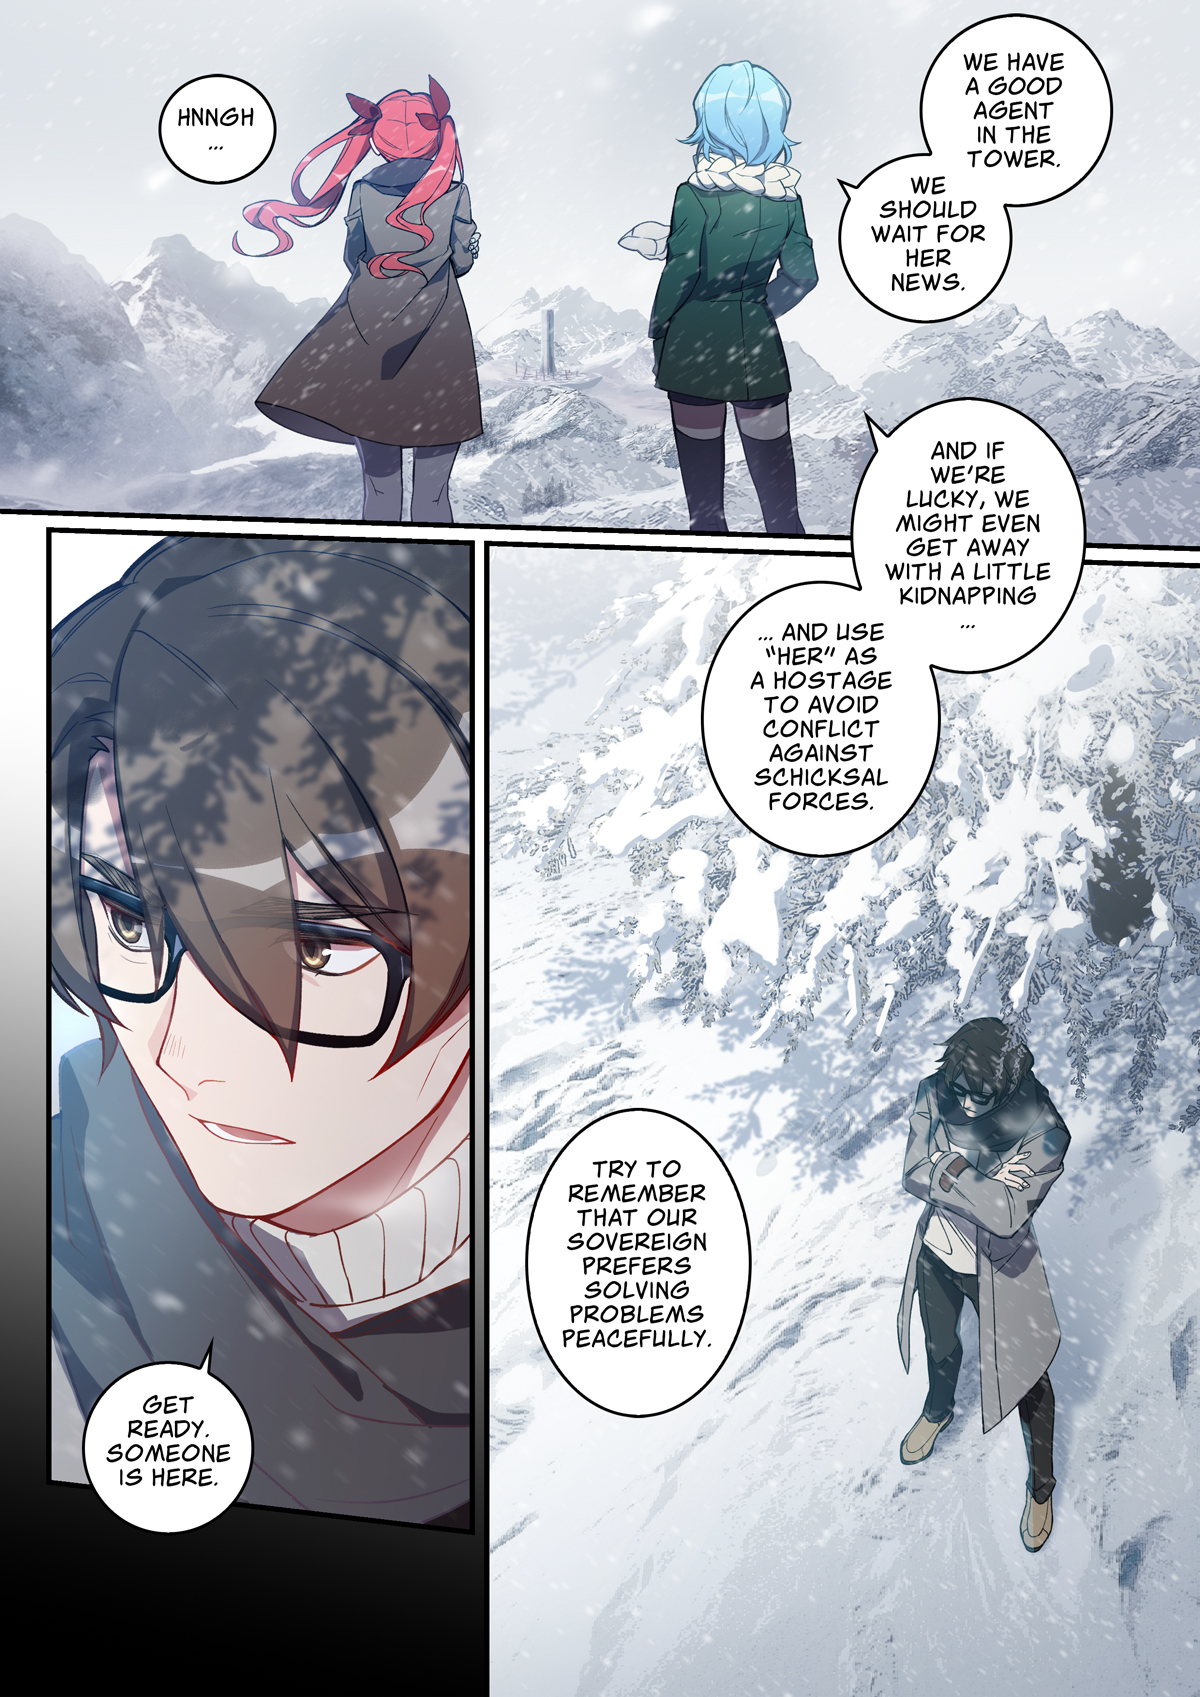 HNNGH
...
WE HAVE
A GOOD
AGENT
IN THE
TOWER.
WE
SHOULD
WAIT FOR
HER
NEWS.
AND IF
WE'RE
LUCKY, WE
MIGHT EVEN
GET AWAY
WITH A LITTLE
KIDNAPPING
...
... AND USE
"HER" AS
A HOSTAGE
TO AVOID
CONFLICT
AGAINST
SCHICKSAL
FORCES.
TRY TO
REMEMBER
THAT OUR
SOVEREIGN
PREFERS
SOLVING
PROBLEMS
PEACEFULLY.
GET
READY.
SOMEONE
IS HERE.